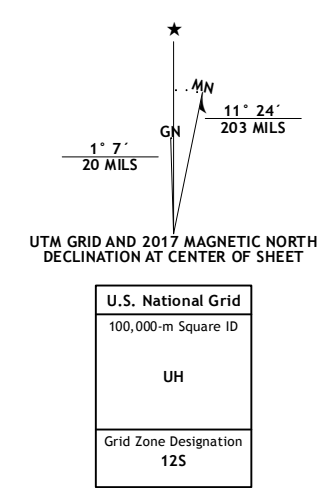 ★
MN
GN
11° 24´
203 MILS
1° 7´
20 MILS
UTM GRID AND 2017 MAGNETIC NORTH
DECLINATION AT CENTER OF SHEET
U.S. National Grid
100,000-m Square ID
UH
Grid Zone Designation
12S